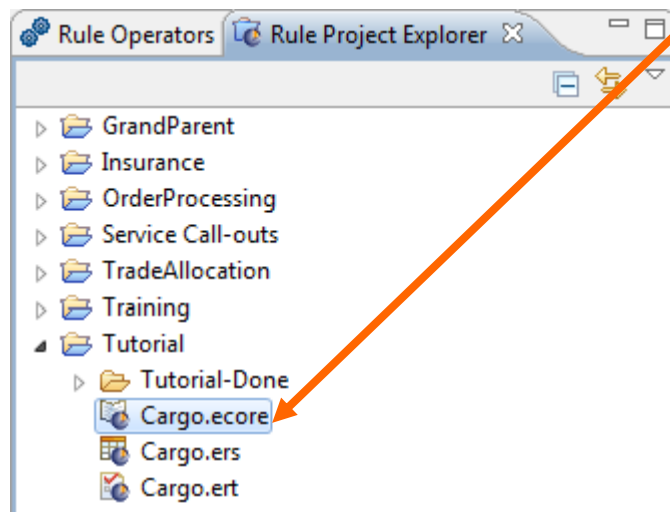 Rule Operators Rule Project Explorer
GrandParent
Insurance
OrderProcessing
Service Call-outs
TradeAllocation
Training
Tutorial
Tutorial-Done
Cargo.ecore
Cargo.ers
Cargo.ert